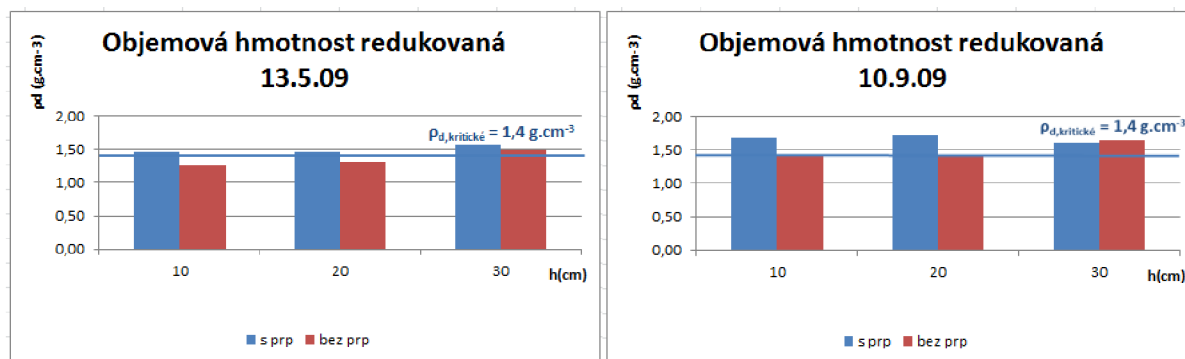 Objemová hmotnost redukovaná
13.5.09
ρd (g.cm-3)
ρd,kritické = 1,4 g.cm-3
2,00
1,50
1,00
0,50
0,00
10
20
30
h(cm)
s prp
bez prp
Objemová hmotnost redukovaná
10.9.09
ρd (g.cm-3)
ρd,kritické = 1,4 g.cm-3
2,00
1,50
1,00
0,50
0,00
10
20
30
h(cm)
s prp
bez prp